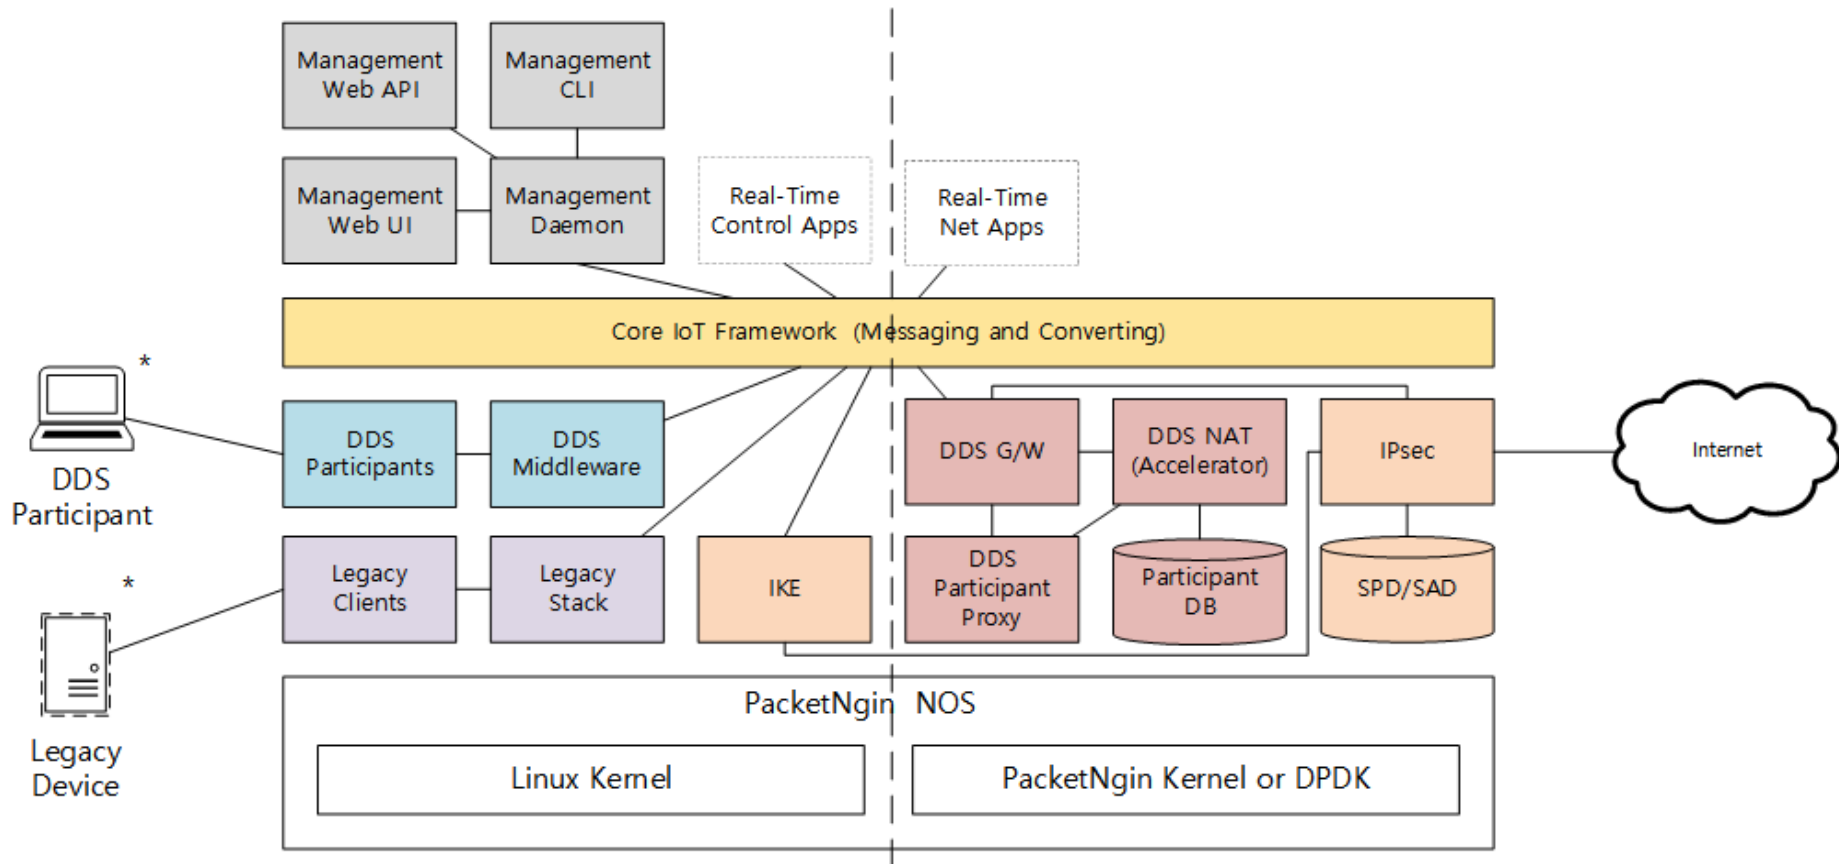 Management
Web API
Management
CLI
Management
Web UI
Management
Daemon
Real-Time
Control Apps
Real-Time
Net Apps
Core IoT Framework (Messaging and Converting)
*
DDS
Participant
DDS
Participants
DDS
Middleware
DDS G/W
DDS NAT
(Accelerator)
IPsec
Internet
*
Legacy
Device
Legacy
Clients
Legacy
Stack
IKE
DDS
Participant
Proxy
Participant
DB
SPD/SAD
PacketNgin NOS
Linux Kernel
PacketNgin Kernel or DPDK